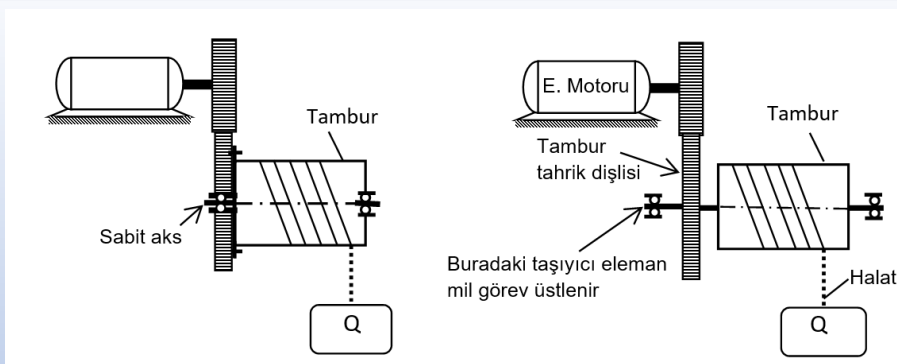 Tambur
Sabit aks
Q
E. Motoru
Tambur
tahrik dişlisi
Tambur
Buradaki taşıyıcı eleman
mil görev üstlenir
Halat
Q